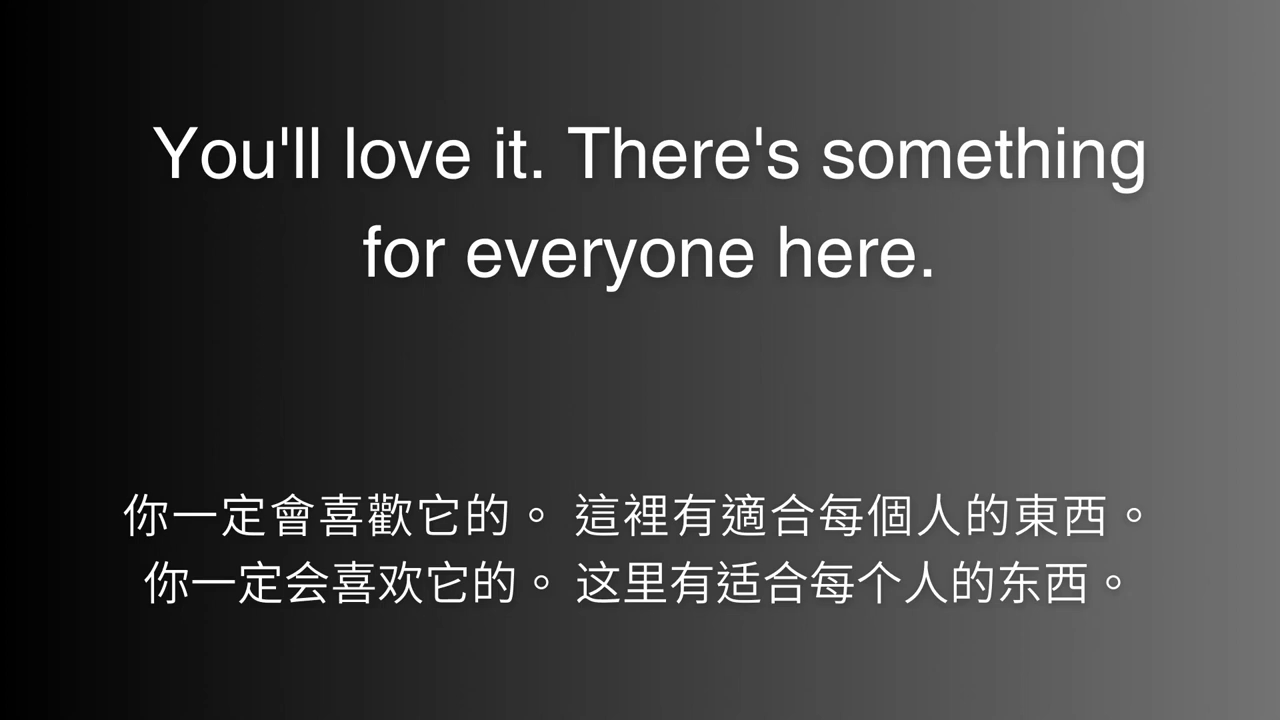 You'll love it. There's something
for everyone here.
你一定會喜歡它的。 這裡有適合每個人的東西。
你一定会喜欢它的。 这里有适合每个人的东西。